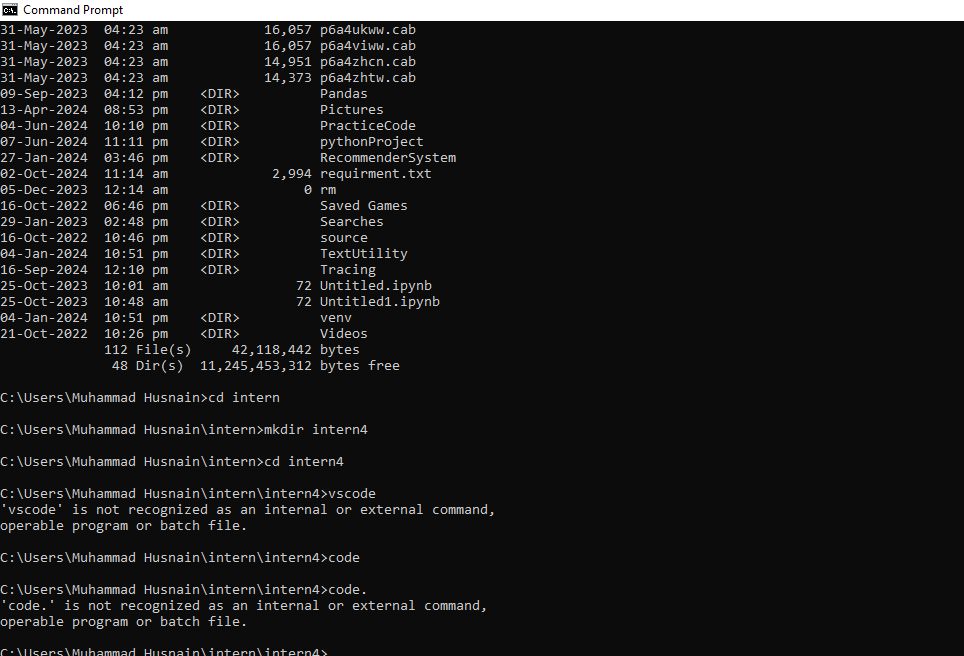 Command Prompt
31-May-2023  04:23 am            16,057 p6a4ukww.cab
31-May-2023  04:23 am            16,057 p6a4viww.cab
31-May-2023  04:23 am            14,951 p6a4zhcn.cab
31-May-2023  04:23 am            14,373 p6a4zhtw.cab
09-Sep-2023  04:12 pm    <DIR>          Pandas
13-Apr-2024  08:53 pm    <DIR>          Pictures
04-Jun-2024  10:10 pm    <DIR>          PracticeCode
07-Jun-2024  11:11 pm    <DIR>          pythonProject
27-Jan-2024  03:46 pm    <DIR>          RecommenderSystem
02-Oct-2024  11:14 am             2,994 requirment.txt
05-Dec-2023  12:14 am                 0 rm
16-Oct-2022  06:46 pm    <DIR>          Saved Games
29-Jan-2023  02:48 pm    <DIR>          Searches
16-Oct-2022  10:46 pm    <DIR>          source
04-Jan-2024  10:51 pm    <DIR>          TextUtility
16-Sep-2024  12:10 pm    <DIR>          Tracing
25-Oct-2023  10:01 am                72 Untitled.ipynb
25-Oct-2023  10:48 am                72 Untitled1.ipynb
04-Jan-2024  10:51 pm    <DIR>          venv
21-Oct-2022  10:26 pm    <DIR>          Videos
             112 File(s)     42,118,442 bytes
              48 Dir(s)  11,245,453,312 bytes free
C:\Users\Muhammad Husnain>cd intern
C:\Users\Muhammad Husnain\intern>mkdir intern4
C:\Users\Muhammad Husnain\intern>cd intern4
C:\Users\Muhammad Husnain\intern\intern4>vscode
'vscode' is not recognized as an internal or external command,
operable program or batch file.
C:\Users\Muhammad Husnain\intern\intern4>code
C:\Users\Muhammad Husnain\intern\intern4>code.
'code.' is not recognized as an internal or external command,
operable program or batch file.
C:\Users\Muhammad Husnain\intern\intern4>